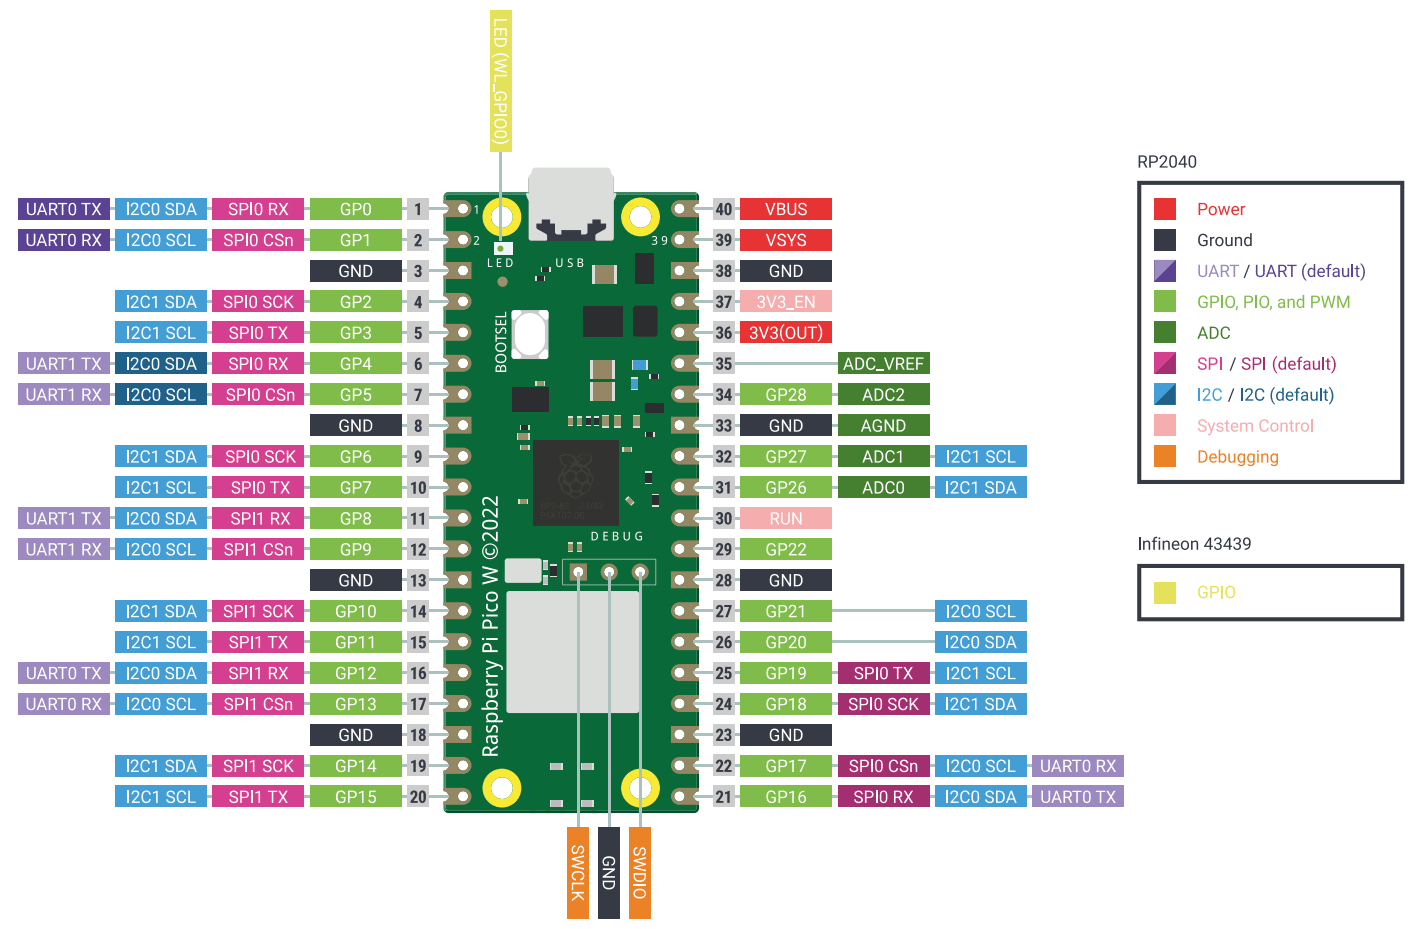 LED (WL_GPIO0)
UART0 TX I2C0 SDA SPI0 RX GP0 1 1 40 VBUS
UART0 RX I2C0 SCL SPI0 CSn GP1 2 2 39 39 VSYS
GND 3 LED USB 38 GND
I2C1 SDA SPI0 SCK GP2 4 37 3V3_EN
I2C1 SCL SPI0 TX GP3 5 BOOTSEL 36 3V3(OUT)
UART1 TX I2C0 SDA SPI0 RX GP4 6 35 ADC_VREF
UART1 RX I2C0 SCL SPI0 CSn GP5 7 34 GP28 ADC2
GND 8 33 GND AGND
I2C1 SDA SPI0 SCK GP6 9 32 GP27 ADC1 I2C1 SCL
I2C1 SCL SPI0 TX GP7 10 31 GP26 ADC0 I2C1 SDA
UART1 TX I2C0 SDA SPI1 RX GP8 11 30 RUN
DEBUG
UART1 RX I2C0 SCL SPI1 CSn GP9 12 29 GP22
GND 13 28 GND
I2C1 SDA SPI1 SCK GP10 14 27 GP21 I2C0 SCL
I2C1 SCL SPI1 TX GP11 15 26 GP20 I2C0 SDA
UART0 TX I2C0 SDA SPI1 RX GP12 16 25 GP19 SPI0 TX I2C1 SCL
UART0 RX I2C0 SCL SPI1 CSn GP13 17 24 GP18 SPI0 SCK I2C1 SDA
GND 18 23 GND
I2C1 SDA SPI1 SCK GP14 19 22 GP17 SPI0 CSn I2C0 SCL UART0 RX
I2C1 SCL SPI1 TX GP15 20 21 GP16 SPI0 RX I2C0 SDA UART0 TX
Raspberry Pi Pico W ©2022
SWCLK
GND
SWDIO
RP2040
Power
Ground
UART / UART (default)
GPIO, PIO, and PWM
ADC
SPI / SPI (default)
I2C / I2C (default)
System Control
Debugging
Infineon 43439
GPIO